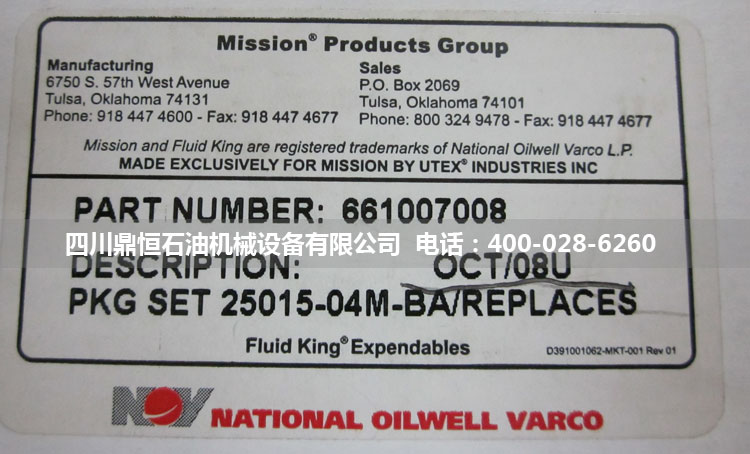 Mission® Products Group
Manufacturing
6750 S. 57th West Avenue
Tulsa, Oklahoma 74131
Phone: 918 447 4600 - Fax: 918 447 4677
Sales
P.O. Box 2069
Tulsa, Oklahoma 74101
Phone: 800 324 9478 - Fax: 918 447 4677
Mission and Fluid King are registered trademarks of National Oilwell Varco L.P.
MADE EXCLUSIVELY FOR MISSION BY UTEX® INDUSTRIES INC
PART NUMBER: 661007008
四川鼎恒石油机械设备有限公司 电话：400-028-6260
DESCRIPTION: OCT/08U
PKG SET 25015-04M-BA/REPLACES
Fluid King® Expendables
D391001062-MKT-001 Rev 01
NOV NATIONAL OILWELL VARCO